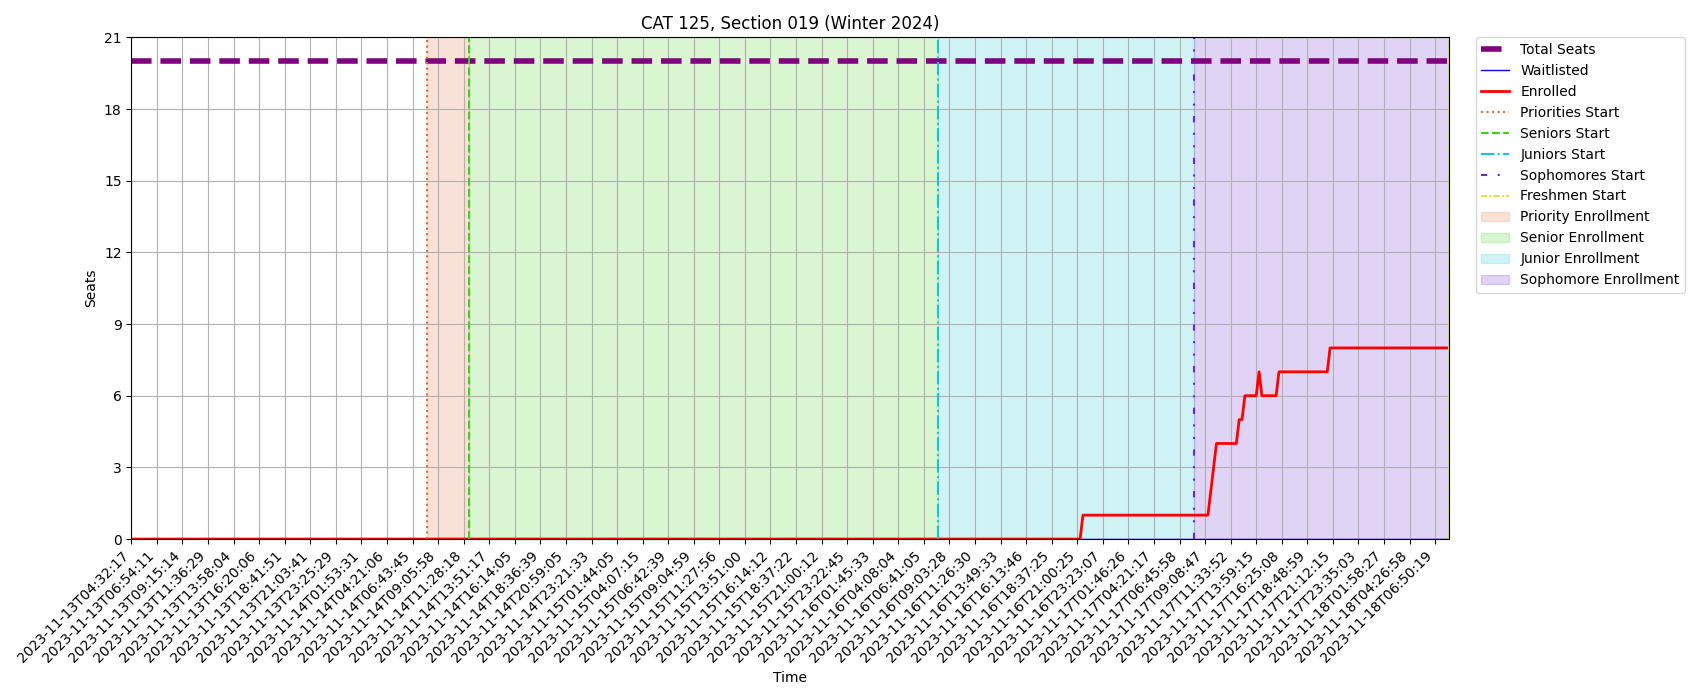 CAT 125, Section 019 (Winter 2024)
21
18
15
12
9
6
3
0
Seats
2023-11-13T04:32:17
2023-11-13T06:54:11
2023-11-13T09:15:14
2023-11-13T11:36:29
2023-11-13T13:58:04
2023-11-13T16:20:06
2023-11-13T18:41:51
2023-11-13T21:03:41
2023-11-13T23:25:29
2023-11-14T01:53:31
2023-11-14T04:21:06
2023-11-14T06:43:45
2023-11-14T09:05:58
2023-11-14T11:28:18
2023-11-14T13:51:17
2023-11-14T16:14:05
2023-11-14T18:36:39
2023-11-14T20:59:05
2023-11-14T23:21:33
2023-11-15T01:44:05
2023-11-15T04:07:15
2023-11-15T06:42:39
2023-11-15T09:04:59
2023-11-15T11:27:56
2023-11-15T13:51:00
2023-11-15T16:14:12
2023-11-15T18:37:22
2023-11-15T21:00:12
2023-11-15T23:22:45
2023-11-16T01:45:33
2023-11-16T04:08:04
2023-11-16T06:41:05
2023-11-16T09:03:28
2023-11-16T11:26:30
2023-11-16T13:49:33
2023-11-16T16:13:46
2023-11-16T18:37:25
2023-11-16T21:00:25
2023-11-16T23:23:07
2023-11-17T01:46:26
2023-11-17T04:21:17
2023-11-17T06:45:58
2023-11-17T09:08:47
2023-11-17T11:33:52
2023-11-17T13:59:15
2023-11-17T16:25:08
2023-11-17T18:48:59
2023-11-17T21:12:15
2023-11-17T23:35:03
2023-11-18T01:58:27
2023-11-18T04:26:58
2023-11-18T06:50:19
Time
Total Seats
Waitlisted
Enrolled
Priorities Start
Seniors Start
Juniors Start
Sophomores Start
Freshmen Start
Priority Enrollment
Senior Enrollment
Junior Enrollment
Sophomore Enrollment